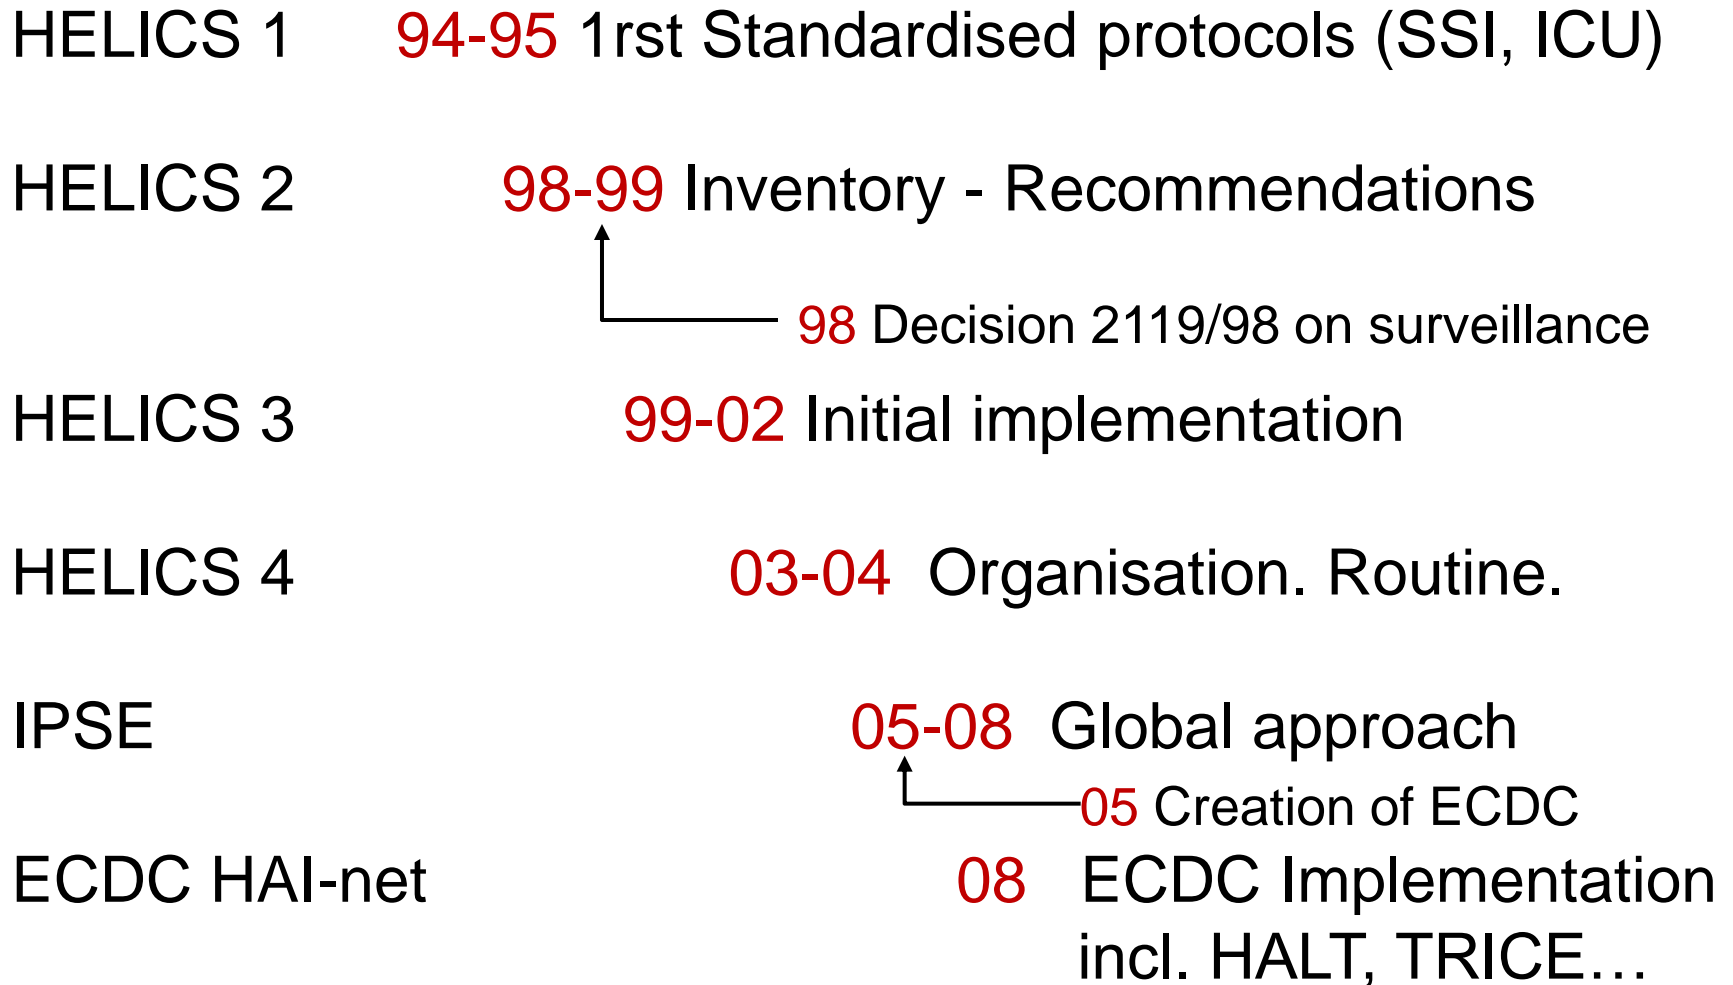 HELICS 1 94-95 1rst Standardised protocols (SSI, ICU)
HELICS 2 98-99 Inventory - Recommendations
98 Decision 2119/98 on surveillance
HELICS 3 99-02 Initial implementation
HELICS 4 03-04 Organisation. Routine.
IPSE 05-08 Global approach
05 Creation of ECDC
ECDC HAI-net 08 ECDC Implementation
incl. HALT, TRICE…